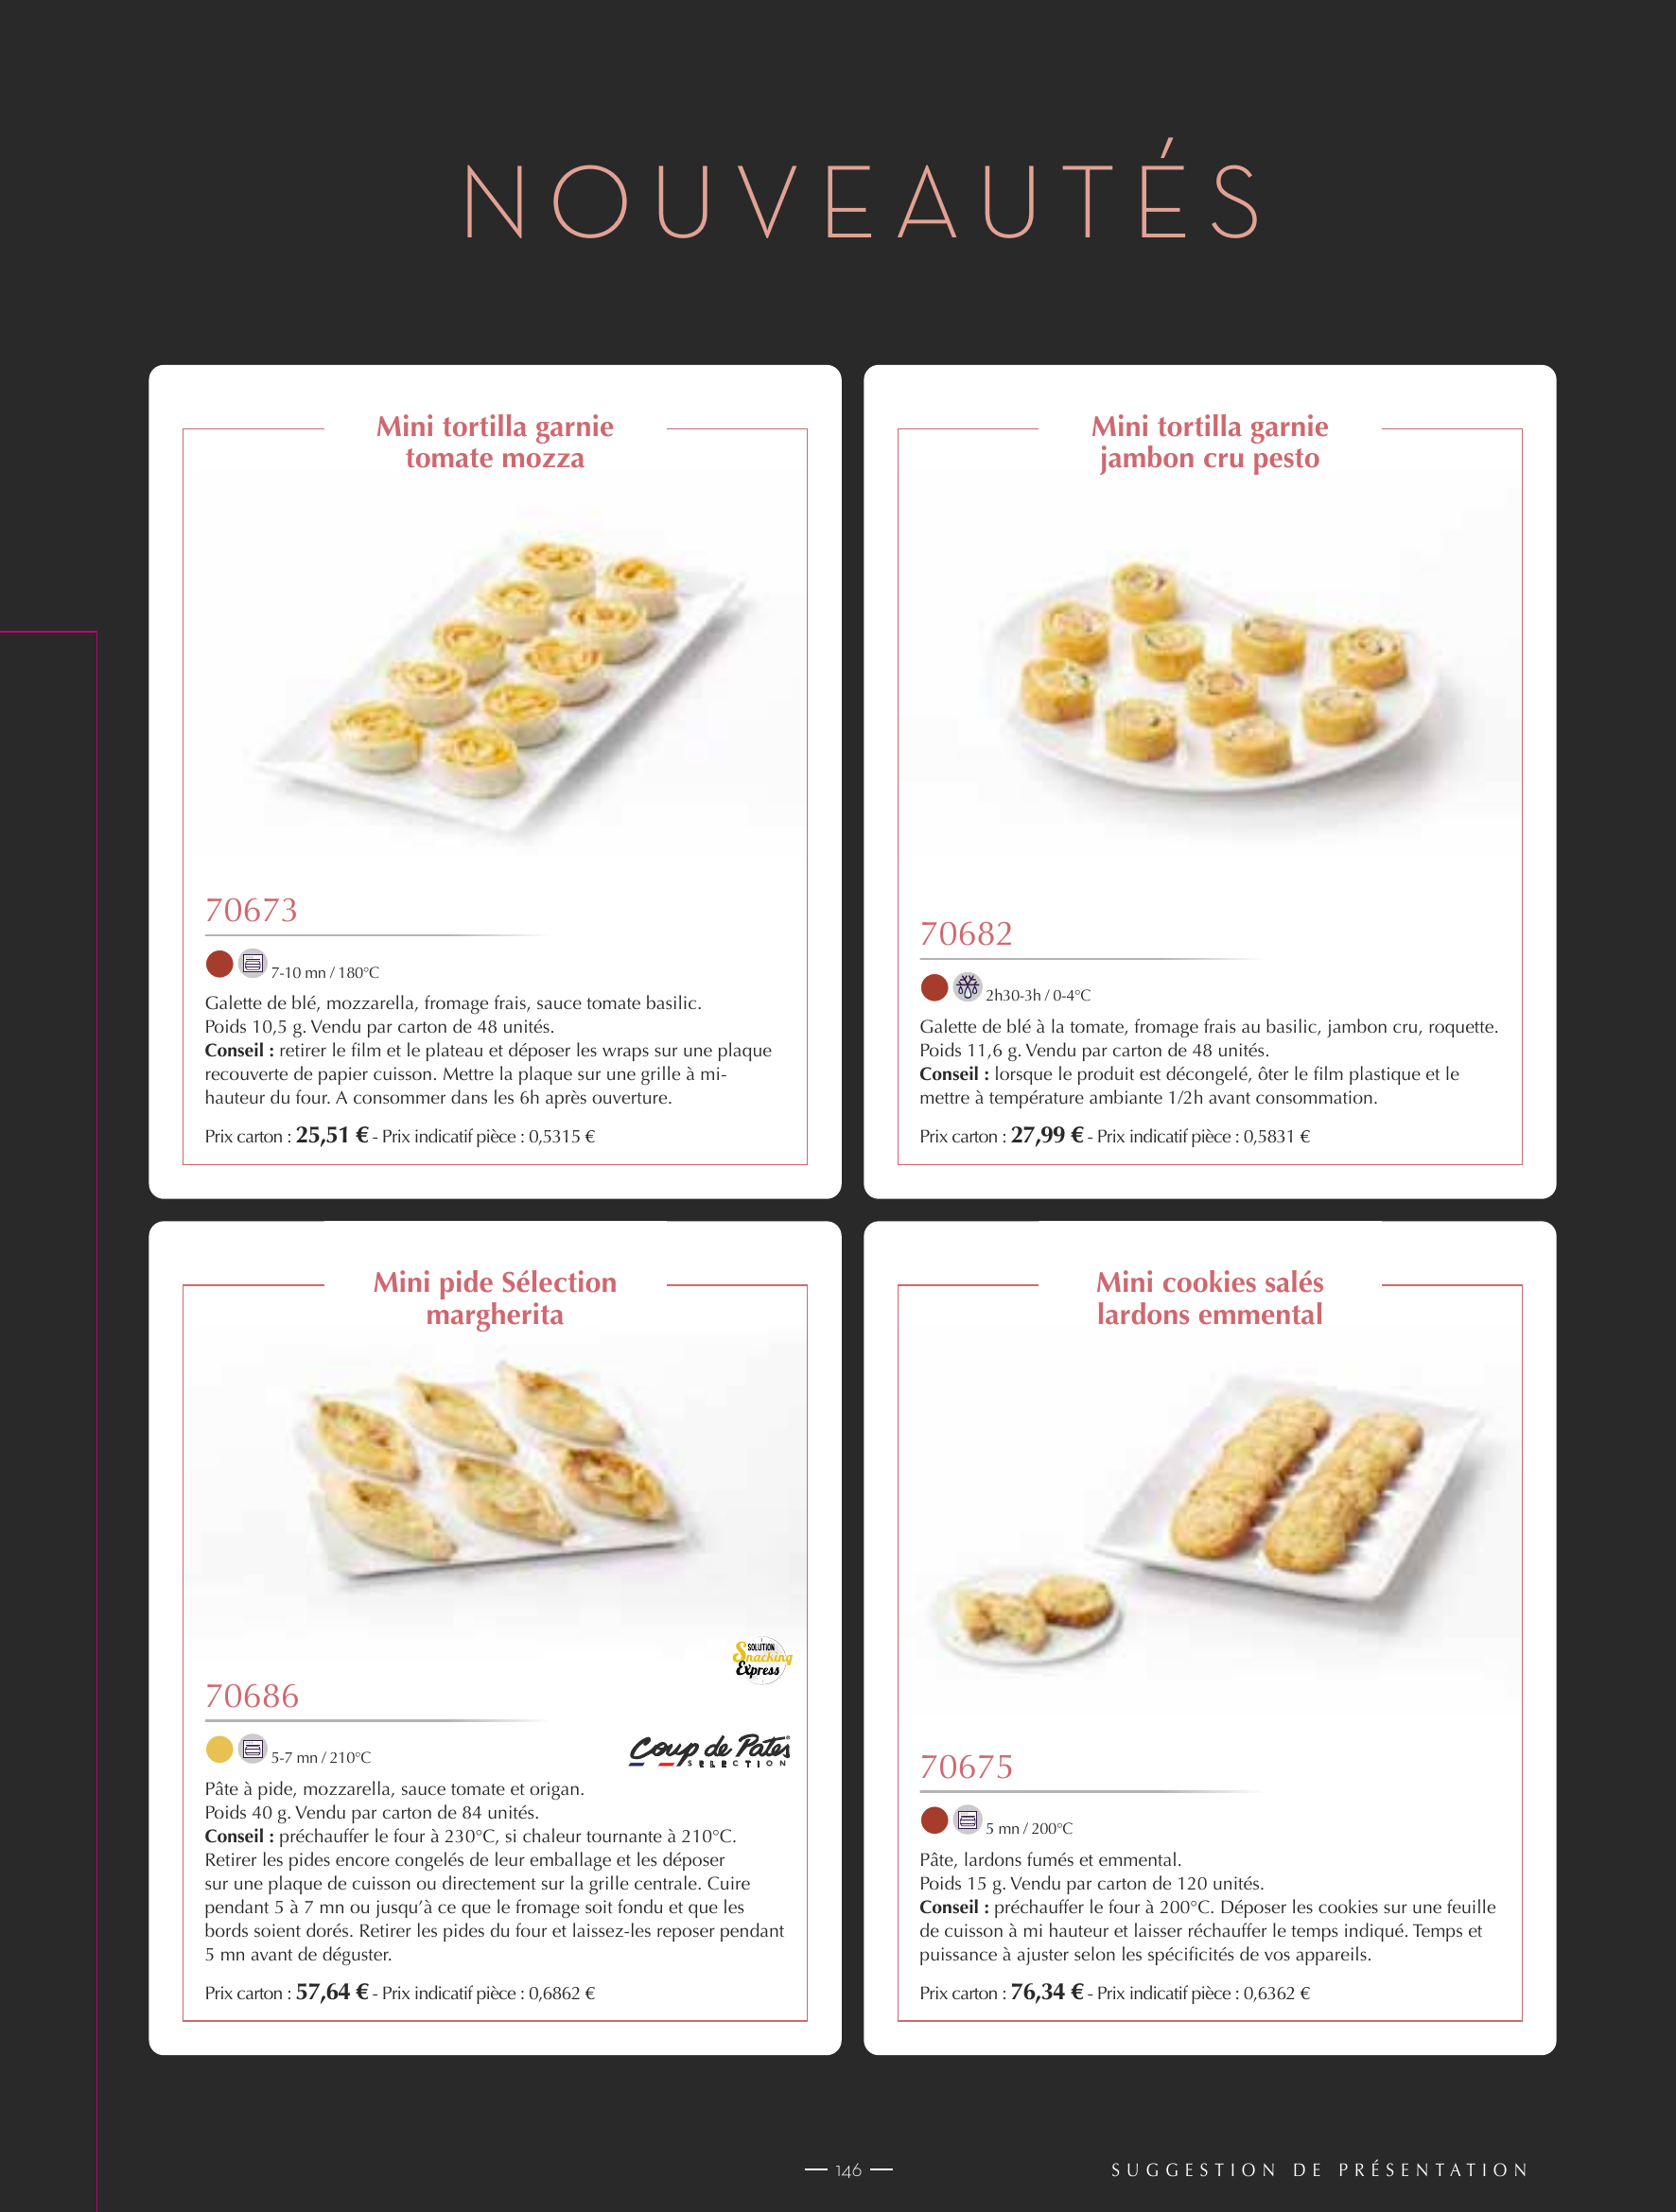 NOUVEAUTÉS
Mini tortilla garnie
tomate mozza
70673
7-10 mn / 180°C
Galette de blé, mozzarella, fromage frais, sauce tomate basilic.
Poids 10,5 g. Vendu par carton de 48 unités.
Conseil : retirer le film et le plateau et déposer les wraps sur une plaque
recouverte de papier cuisson. Mettre la plaque sur une grille à mi-
hauteur du four. A consommer dans les 6h après ouverture.
Prix carton : 25,51 € - Prix indicatif pièce : 0,5315 €
Mini tortilla garnie
jambon cru pesto
70682
2h30-3h / 0-4°C
Galette de blé à la tomate, fromage frais au basilic, jambon cru, roquette.
Poids 11,6 g. Vendu par carton de 48 unités.
Conseil : lorsque le produit est décongelé, ôter le film plastique et le
mettre à température ambiante 1/2h avant consommation.
Prix carton : 27,99 € - Prix indicatif pièce : 0,5831 €
Mini pide Sélection
margherita
SOLUTION
Snacking
Express
70686
5-7 mn / 210°C
Coup de Pates
SÉLECTION
Pâte à pide, mozzarella, sauce tomate et origan.
Poids 40 g. Vendu par carton de 84 unités.
Conseil : préchauffer le four à 230°C, si chaleur tournante à 210°C.
Retirer les pides encore congelés de leur emballage et les déposer
sur une plaque de cuisson ou directement sur la grille centrale. Cuire
pendant 5 à 7 mn ou jusqu'à ce que le fromage soit fondu et que les
bords soient dorés. Retirer les pides du four et laissez-les reposer pendant
5 mn avant de déguster.
Prix carton : 57,64 € - Prix indicatif pièce : 0,6862 €
Mini cookies salés
lardons emmental
70675
5 mn / 200°C
Pâte, lardons fumés et emmental.
Poids 15 g. Vendu par carton de 120 unités.
Conseil : préchauffer le four à 200°C. Déposer les cookies sur une feuille
de cuisson à mi hauteur et laisser réchauffer le temps indiqué. Temps et
puissance à ajuster selon les spécificités de vos appareils.
Prix carton : 76,34 € - Prix indicatif pièce : 0,6362 €
146
SUGGESTION DE PRÉSENTATION